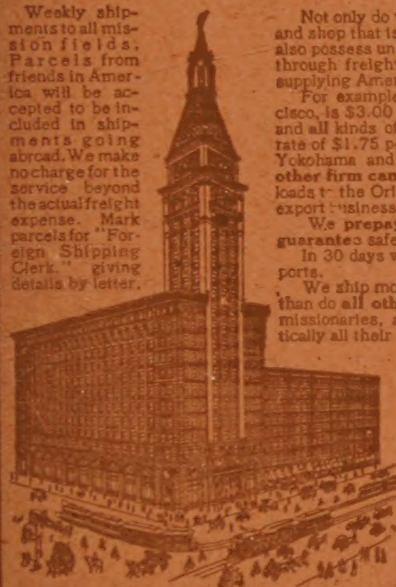 Weekly ship-
ments to all mis-
sion fields.
Parcels from
friends in Amer-
ica will be ac-
cepted to be in-
cluded in ship-
ments going
abroad. We make
no charge for the
service beyond
the actual freight
expense. Mark
parcels for "For-
eign Shipping
Clerk." giving
details by letter.
Not only do
and shop that is
also possess un
through freight
supplying Amer
For example
cisco, is $3.00
and all kinds of
rate of $1.75 p
Yokohama and
other firm can
loads to the Ori
export business
We prepay
guarantee safe
In 30 days w
ports.
We ship mo
than do all oth
missionaries, a
tically all their